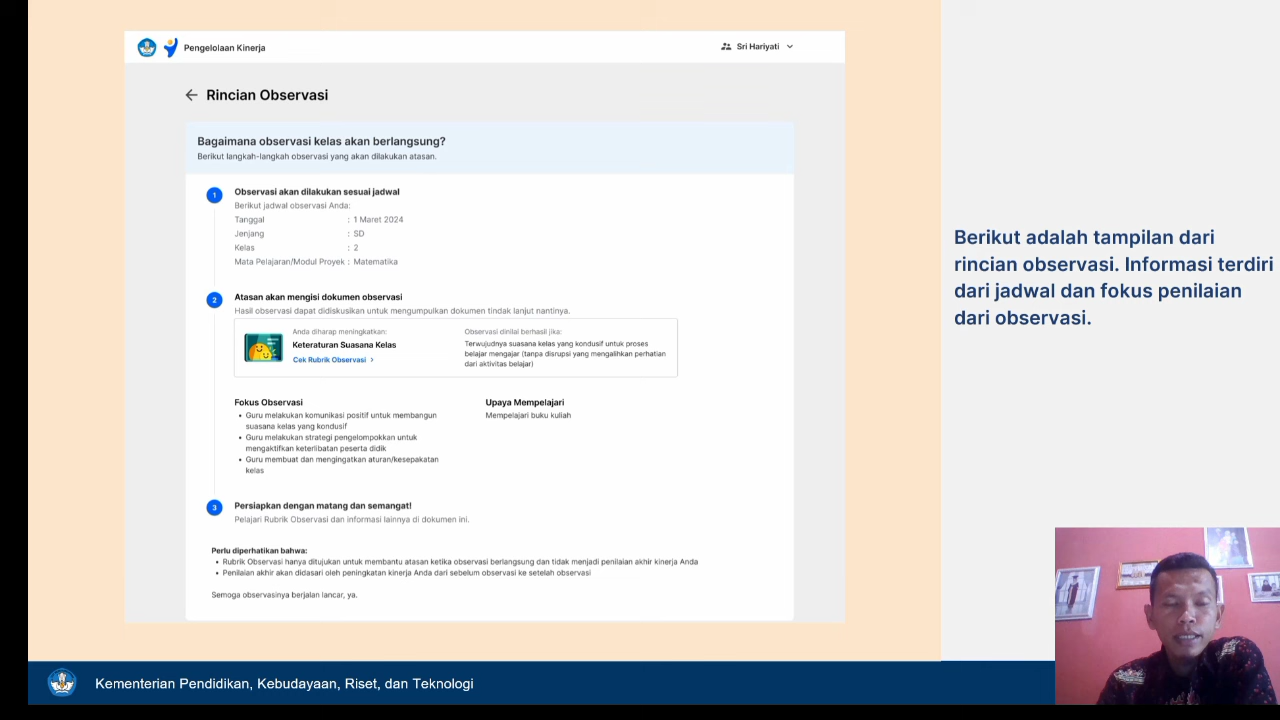 Pengelolaan Kinerja
Sri Hariyati
Rincian Observasi
Bagaimana observasi kelas akan berlangsung?
Berikut langkah-langkah observasi yang akan dilakukan atasan.
1
Observasi akan dilakukan sesuai jadwal
Berikut jadwal observasi Anda:
Tanggal : 1 Maret 2024
Jenjang : SD
Kelas : 2
Mata Pelajaran/Modul Proyek : Matematika
2
Atasan akan mengisi dokumen observasi
Hasil observasi dapat didiskusikan untuk mengumpulkan dokumen tindak lanjut nantinya.
Anda diharap meningkatkan:
Keteraturan Suasana Kelas
Cek Rubrik Observasi >
Observasi dinilai berhasil jika:
Terwujudnya suasana kelas yang kondusif untuk proses
belajar mengajar (tanpa disrupsi yang mengalihkan perhatian
dari aktivitas belajar)
Fokus Observasi
• Guru melakukan komunikasi positif untuk membangun
suasana kelas yang kondusif
• Guru melakukan strategi pengelompokkan untuk
mengaktifkan keterlibatan peserta didik
• Guru membuat dan mengingatkan aturan/kesepakatan
kelas
Upaya Mempelajari
Mempelajari buku kuliah
3
Persiapkan dengan matang dan semangat!
Pelajari Rubrik Observasi dan informasi lainnya di dokumen ini.
Perlu diperhatikan bahwa:
• Rubrik Observasi hanya ditujukan untuk membantu atasan ketika observasi berlangsung dan tidak menjadi penilaian akhir kinerja Anda
• Penilaian akhir akan didasari oleh peningkatan kinerja Anda dari sebelum observasi ke setelah observasi
Semoga observasinya berjalan lancar, ya.
Berikut adalah tampilan dari
rincian observasi. Informasi terdiri
dari jadwal dan fokus penilaian
dari observasi.
Kementerian Pendidikan, Kebudayaan, Riset, dan Teknologi